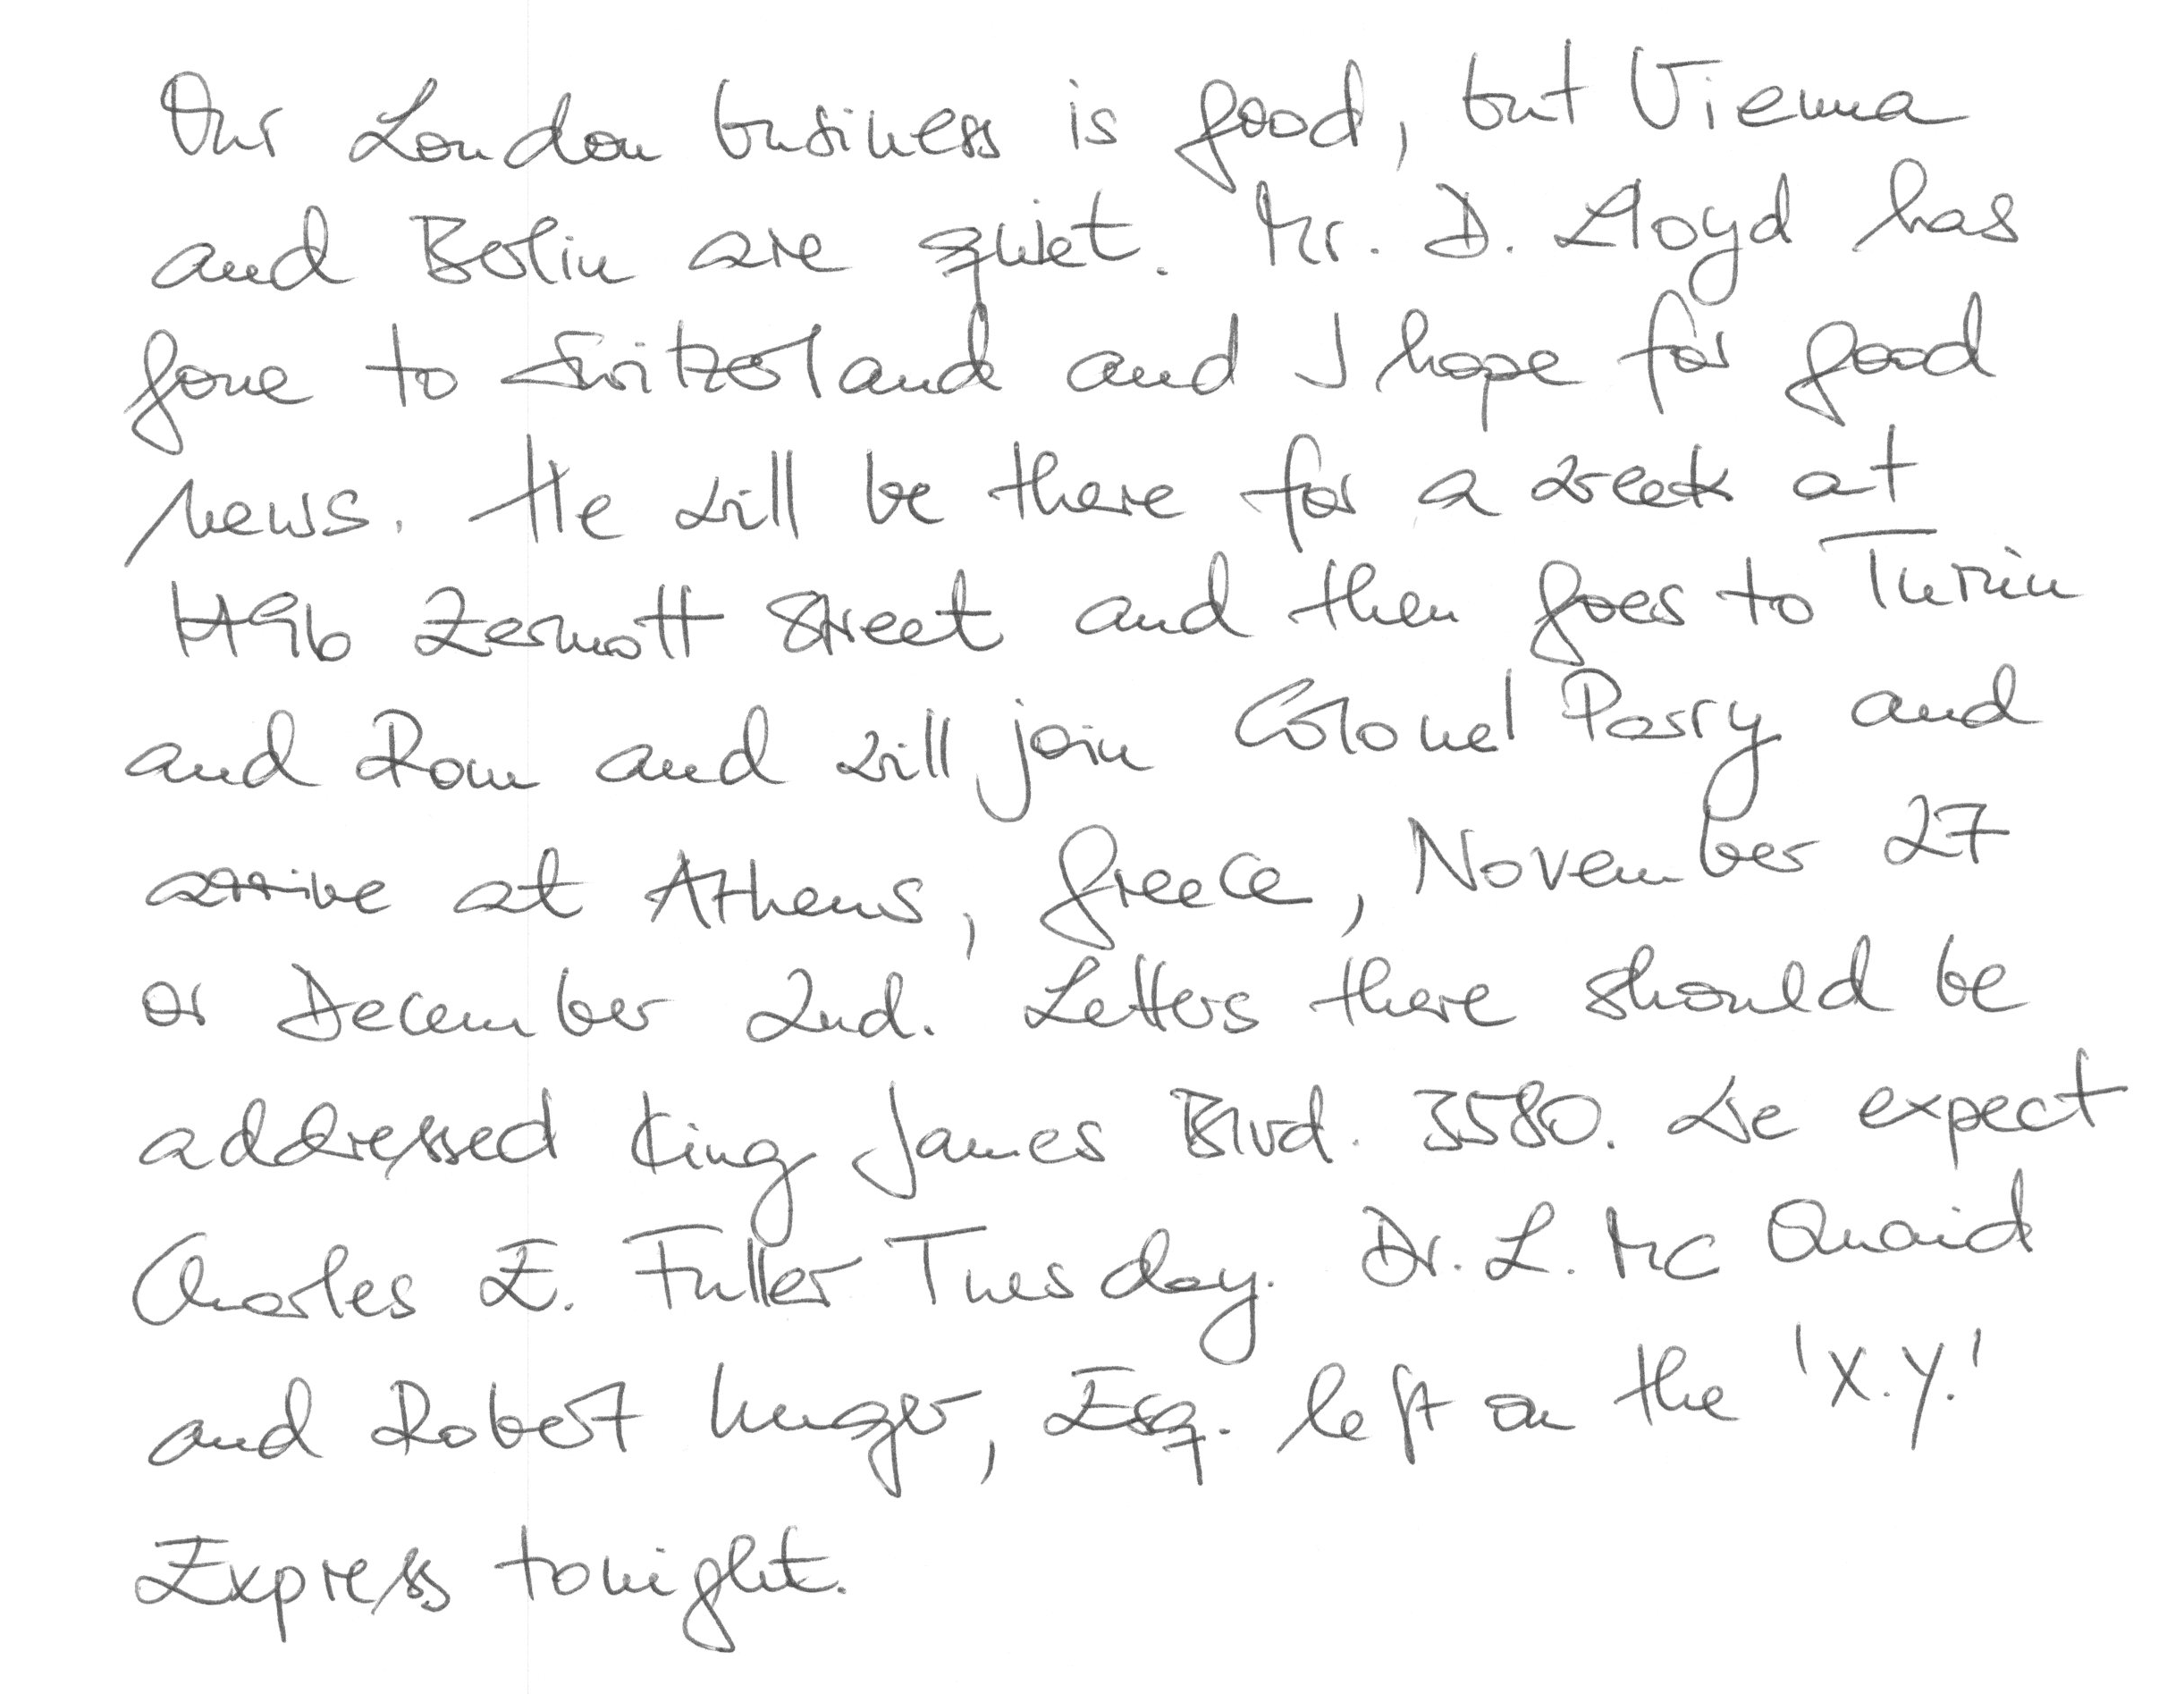 Our London business is good, but Vienna
and Berlin are quiet. Mr. D. Lloyd has
gone to Switzerland and I hope for good
news. He will be there for a week at
1496 Zermott Street and then goes to Turin
and Rom and will join Colonel Parry and
arrive at Athens, Greece, November 27
or December 2nd. Letters there should be
addressed King James Blvd. 3580. We expect
Charles E. Fuller Tuesday. Dr. L. Mc Quaid
and Robert Unger, Esq. left on the 'X.Y.'
Express tonight.